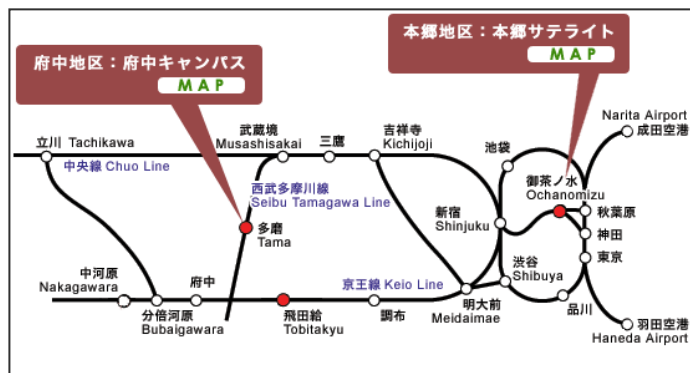 府中地区：府中キャンパス
MAP
本郷地区：本郷サテライト
MAP
Narita Airport
成田空港
立川 Tachikawa
中央線 Chuo Line
武蔵境
Musashisakai
三鷹
吉祥寺
Kichijoji
池袋
御茶ノ水
Ochanomizu
西武多摩川線
Seibu Tamagawa Line
多磨
Tama
新宿
Shinjuku
秋葉原
神田
東京
渋谷
Shibuya
中河原
Nakagawara
府中
京王線 Keio Line
分倍河原
Bubaigawara
飛田給
Tobitakyu
調布
明大前
Meidaimae
品川
羽田空港
Haneda Airport